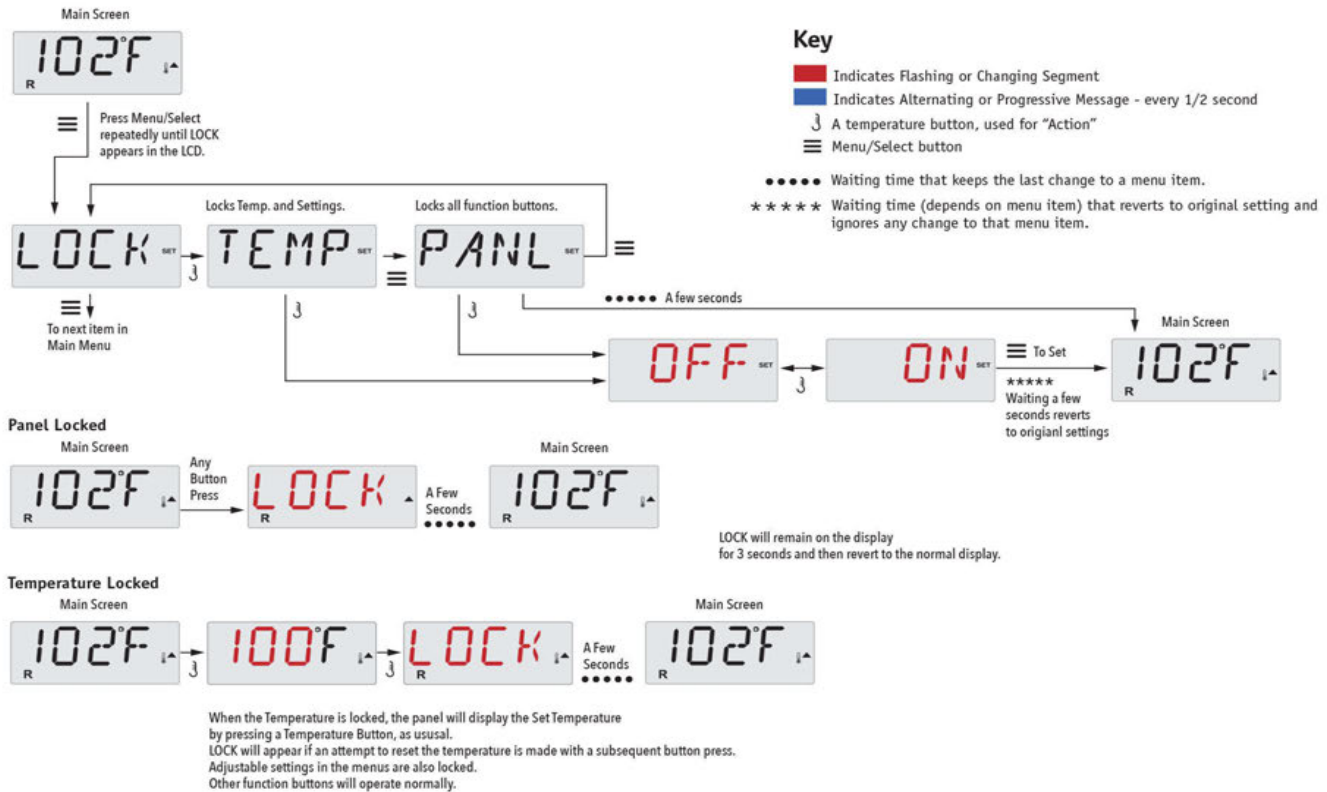 Main Screen
102°F
R
Press Menu/Select
repeatedly until LOCK
appears in the LCD.
Key
Indicates Flashing or Changing Segment
Indicates Alternating or Progressive Message - every 1/2 second
A temperature button, used for “Action”
Menu/Select button
••••• Waiting time that keeps the last change to a menu item.
***** Waiting time (depends on menu item) that reverts to original setting and
ignores any change to that menu item.
Locks Temp. and Settings.
Locks all function buttons.
LOCK SET
TEMP SET
PANL SET
To next item in
Main Menu
••••• A few seconds
OFF SET
ON SET
To Set
*****
Waiting a few
seconds reverts
to origianl settings
Main Screen
102°F
R
Panel Locked
Main Screen
102°F
R
Any
Button
Press
LOCK
R
A Few
Seconds
•••••
Main Screen
102°F
R
LOCK will remain on the display
for 3 seconds and then revert to the normal display.
Temperature Locked
Main Screen
102°F
R
100°F
LOCK
R
A Few
Seconds
•••••
Main Screen
102°F
R
When the Temperature is locked, the panel will display the Set Temperature
by pressing a Temperature Button, as ususal.
LOCK will appear if an attempt to reset the temperature is made with a subsequent button press.
Adjustable settings in the menus are also locked.
Other function buttons will operate normally.